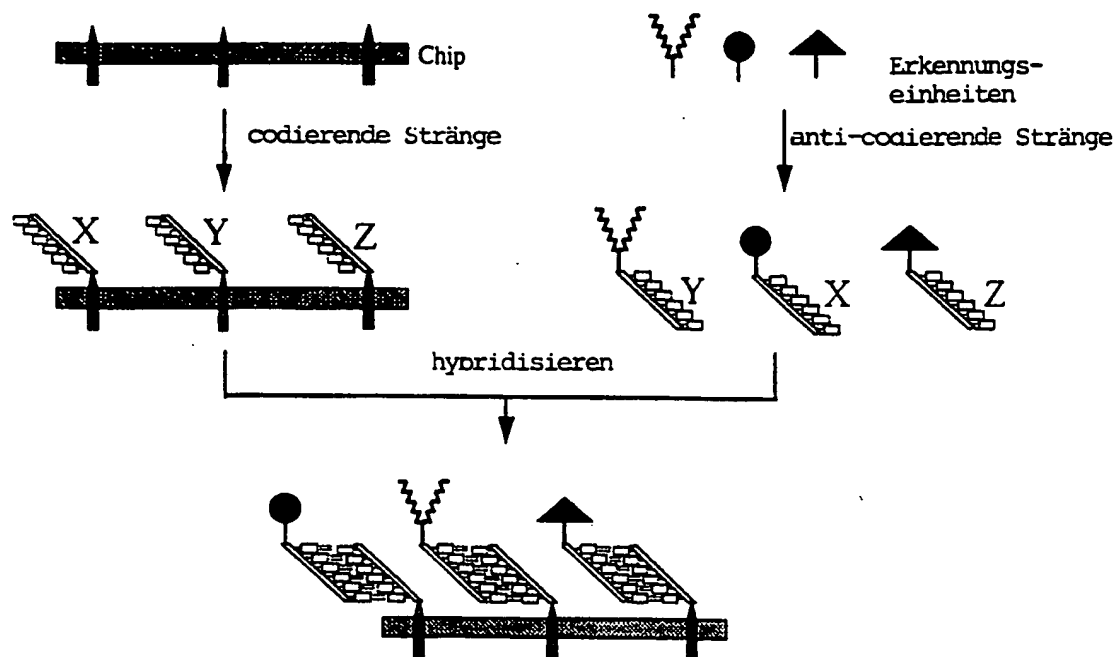 Chip
Erkennungs-
einheiten
codierende Stränge
anti-codierende Stränge
X Y Z
Y X Z
hybridisieren